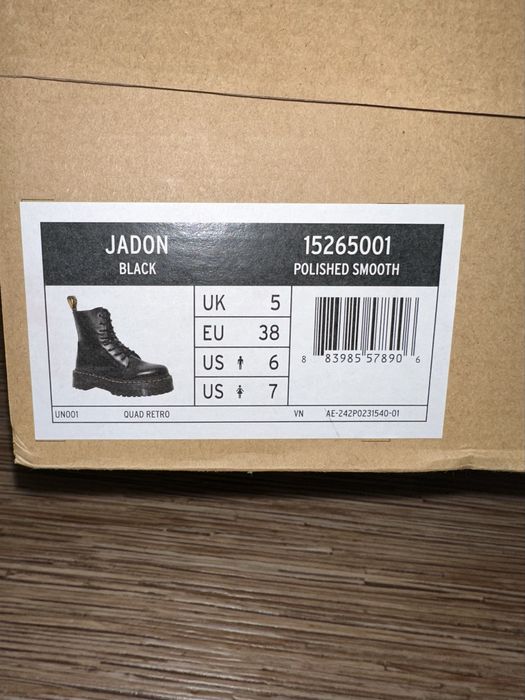 JADON
BLACK
15265001
POLISHED SMOOTH
UK 5
EU 38
US 6
US 7
8 83985 57890 6
UN001 QUAD RETRO VN AE-242P0231540-01